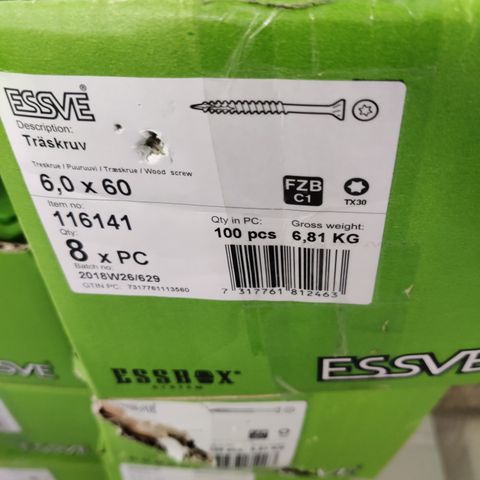 ESSVE®
Description:
Träskruv
Treskrue / Puuruuvi / Træskrue / Wood screw
6,0 x 60
FZB
C1
TX30
Item no:
116141
Qty:
8 x PC
Qty in PC:
100 pcs
Gross weight:
6,81 KG
Batch no:
2018W26/629
GTIN PC: 7317761113560
7 317761 812463
ESSBOX®
SYSTEM
ESSVE
ESSVE